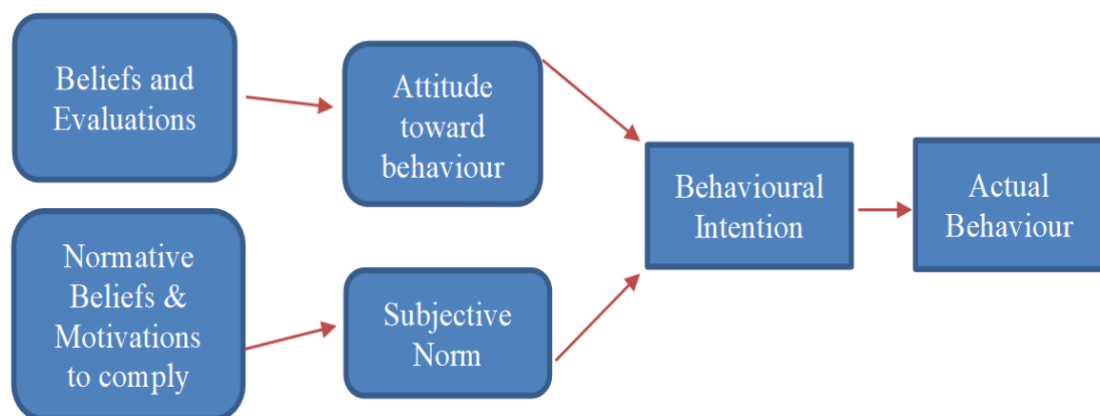 Beliefs and
Evaluations
Attitude
toward
behaviour
Normative
Beliefs &
Motivations
to comply
Subjective
Norm
Behavioural
Intention
Actual
Behaviour